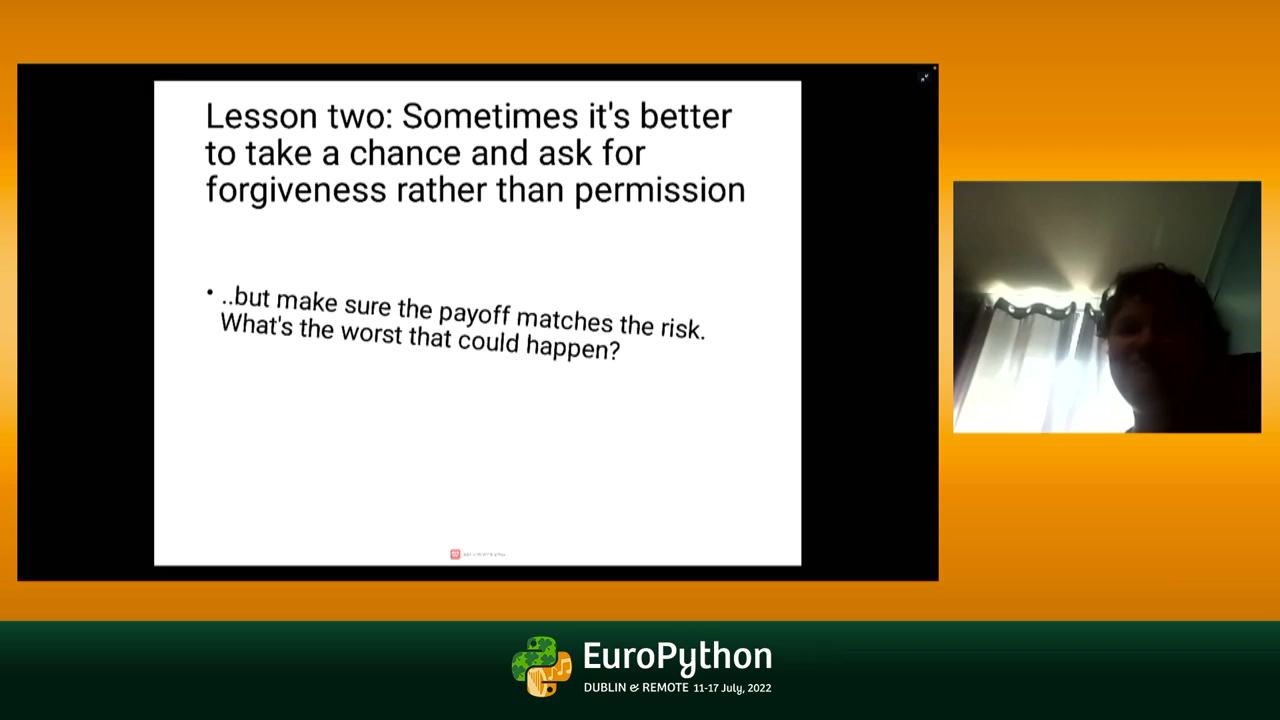 Lesson two: Sometimes it's better
to take a chance and ask for
forgiveness rather than permission
• ..but make sure the payoff matches the risk.
What's the worst that could happen?
EuroPython
DUBLIN & REMOTE 11-17 July, 2022